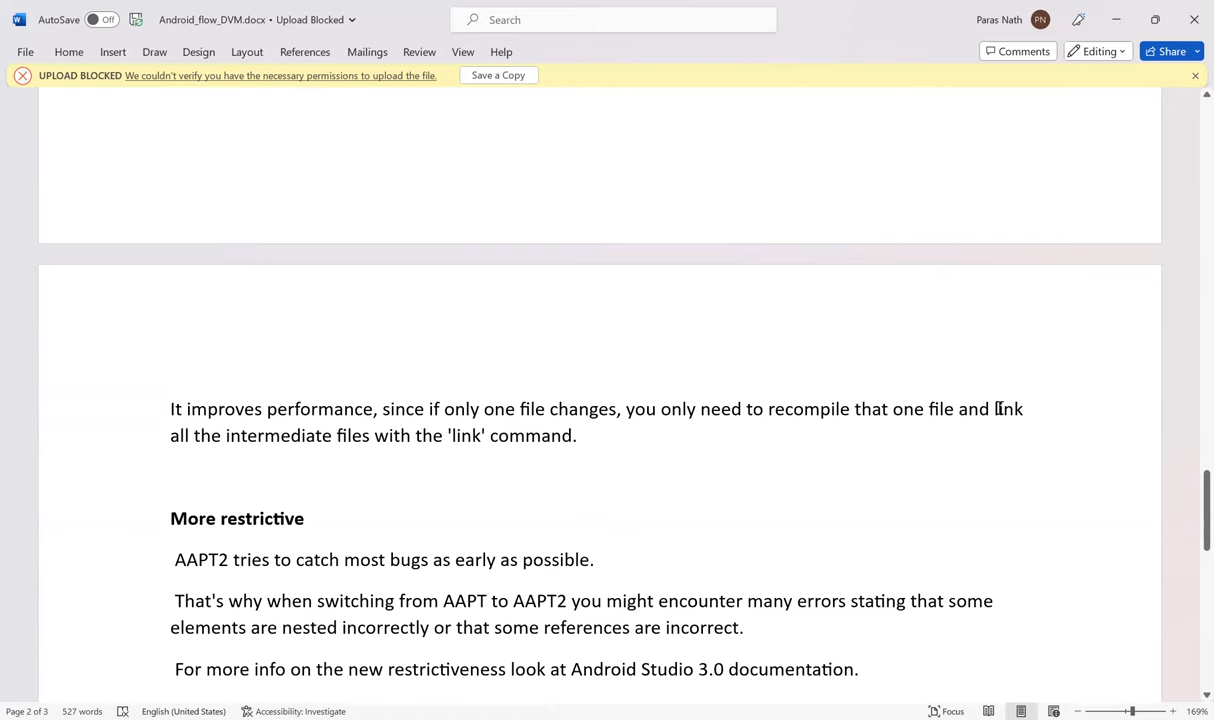 AutoSave Off Android_flow_DVM.docx • Upload Blocked Search Paras Nath PN
File Home Insert Draw Design Layout References Mailings Review View Help Comments Editing Share
UPLOAD BLOCKED We couldn't verify you have the necessary permissions to upload the file. Save a Copy
It improves performance, since if only one file changes, you only need to recompile that one file and link
all the intermediate files with the 'link' command.
More restrictive
AAPT2 tries to catch most bugs as early as possible.
That's why when switching from AAPT to AAPT2 you might encounter many errors stating that some
elements are nested incorrectly or that some references are incorrect.
For more info on the new restrictiveness look at Android Studio 3.0 documentation.
Page 2 of 3 527 words English (United States) Accessibility: Investigate Focus 169%